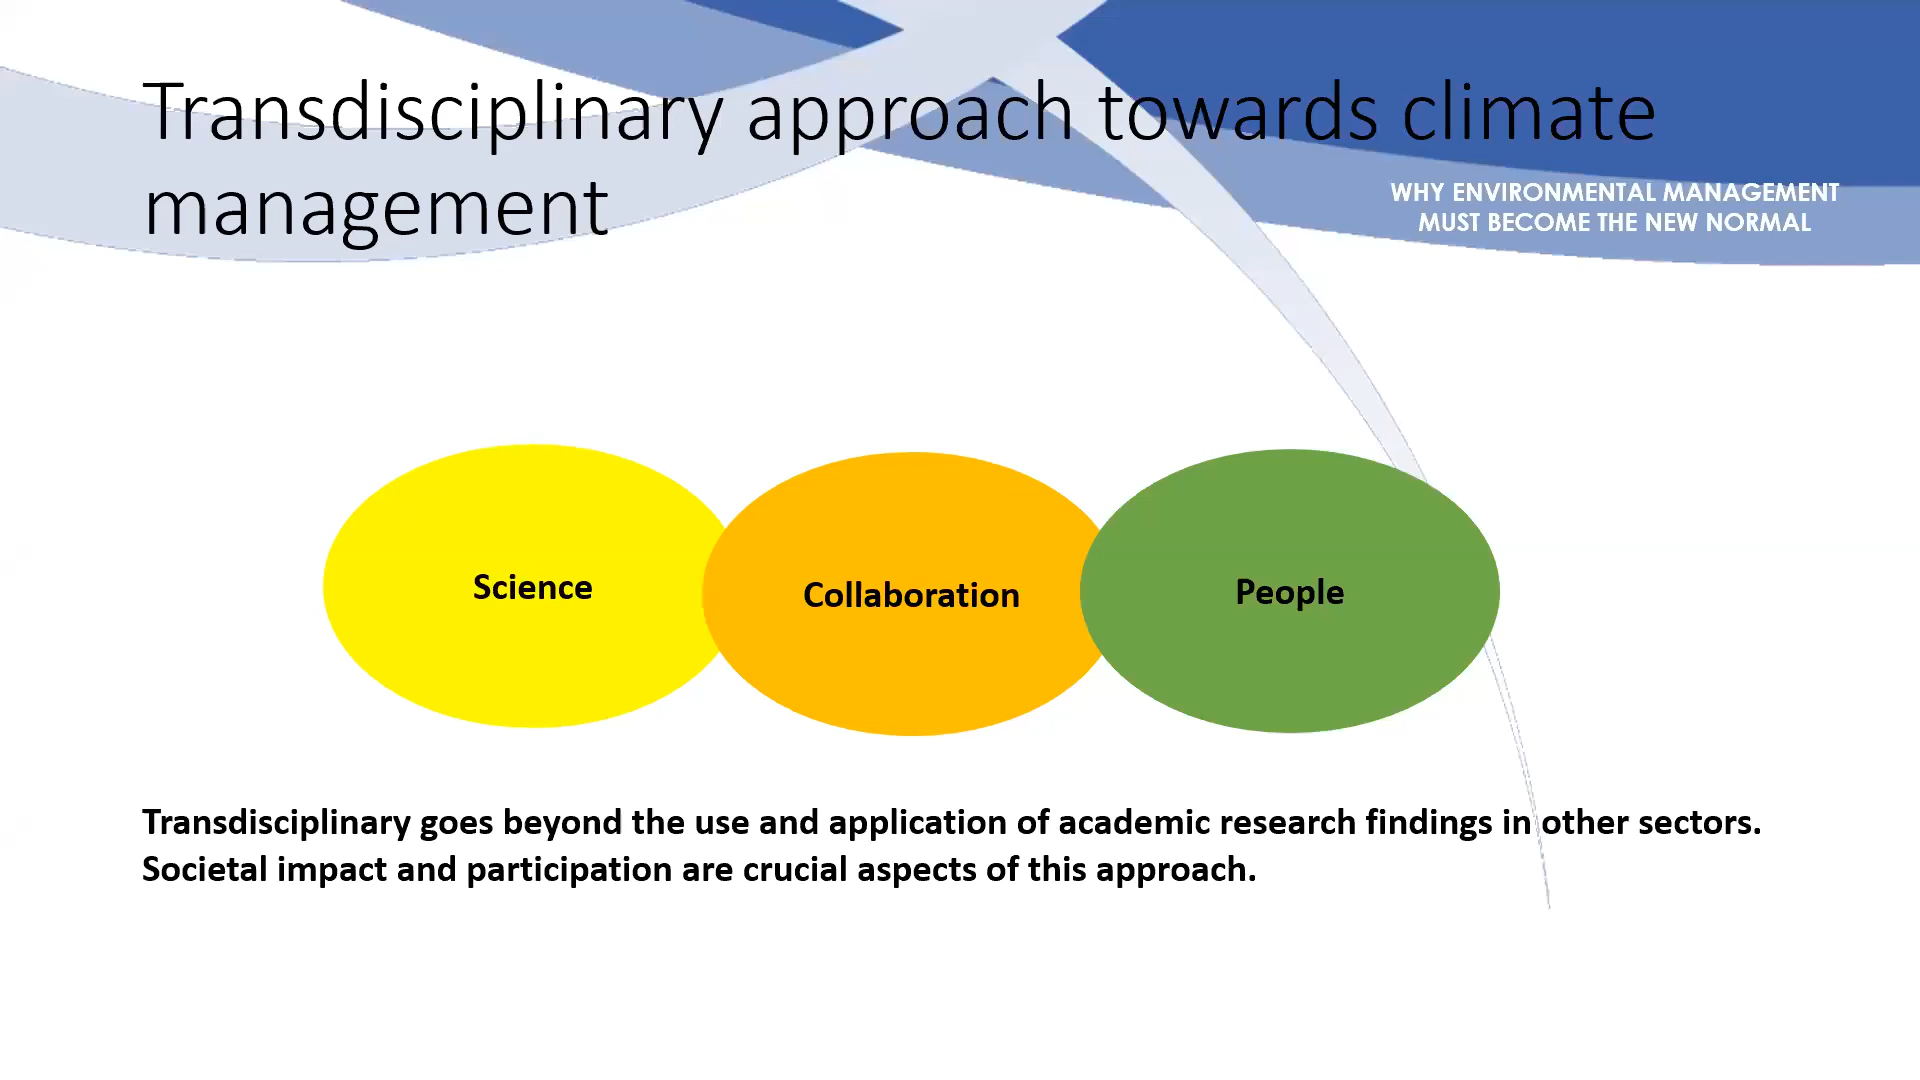 Transdisciplinary approach towards climate
management
WHY ENVIRONMENTAL MANAGEMENT
MUST BECOME THE NEW NORMAL
Science
Collaboration
People
Transdisciplinary goes beyond the use and application of academic research findings in other sectors.
Societal impact and participation are crucial aspects of this approach.